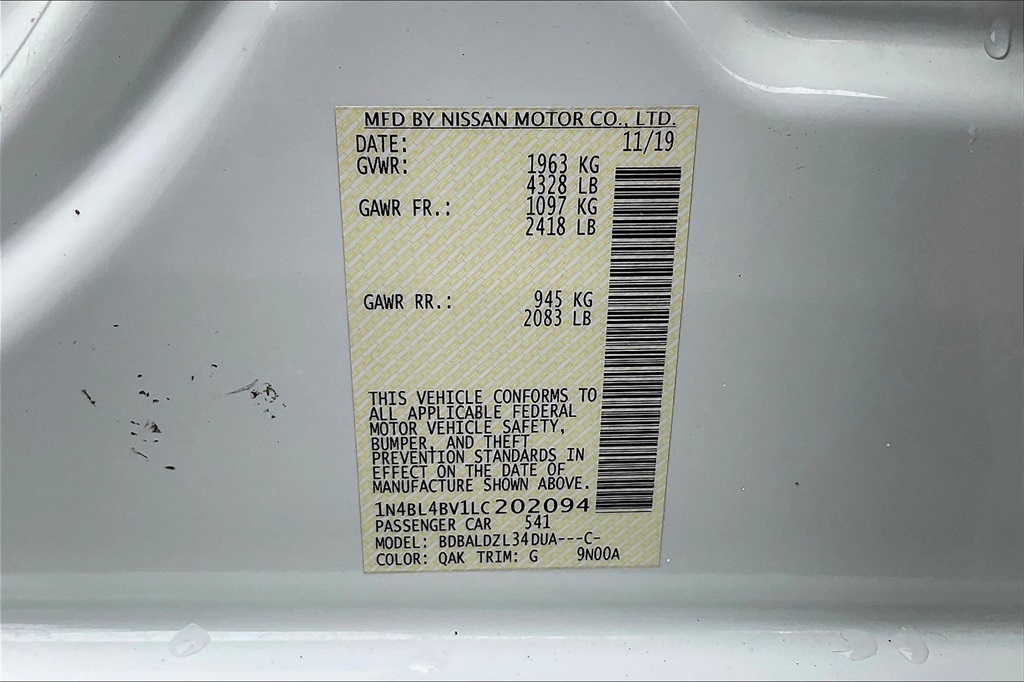 MFD BY NISSAN MOTOR CO., LTD.
DATE: 11/19
GVWR: 1963 KG
4328 LB
GAWR FR.: 1097 KG
2418 LB
GAWR RR.: 945 KG
2083 LB
THIS VEHICLE CONFORMS TO
ALL APPLICABLE FEDERAL
MOTOR VEHICLE SAFETY,
BUMPER, AND THEFT
PREVENTION STANDARDS IN
EFFECT ON THE DATE OF
MANUFACTURE SHOWN ABOVE.
1N4BL4BV1LC202094
PASSENGER CAR 541
MODEL: BDBALDZL34DUA---C-
COLOR: QAK TRIM: G 9N00A